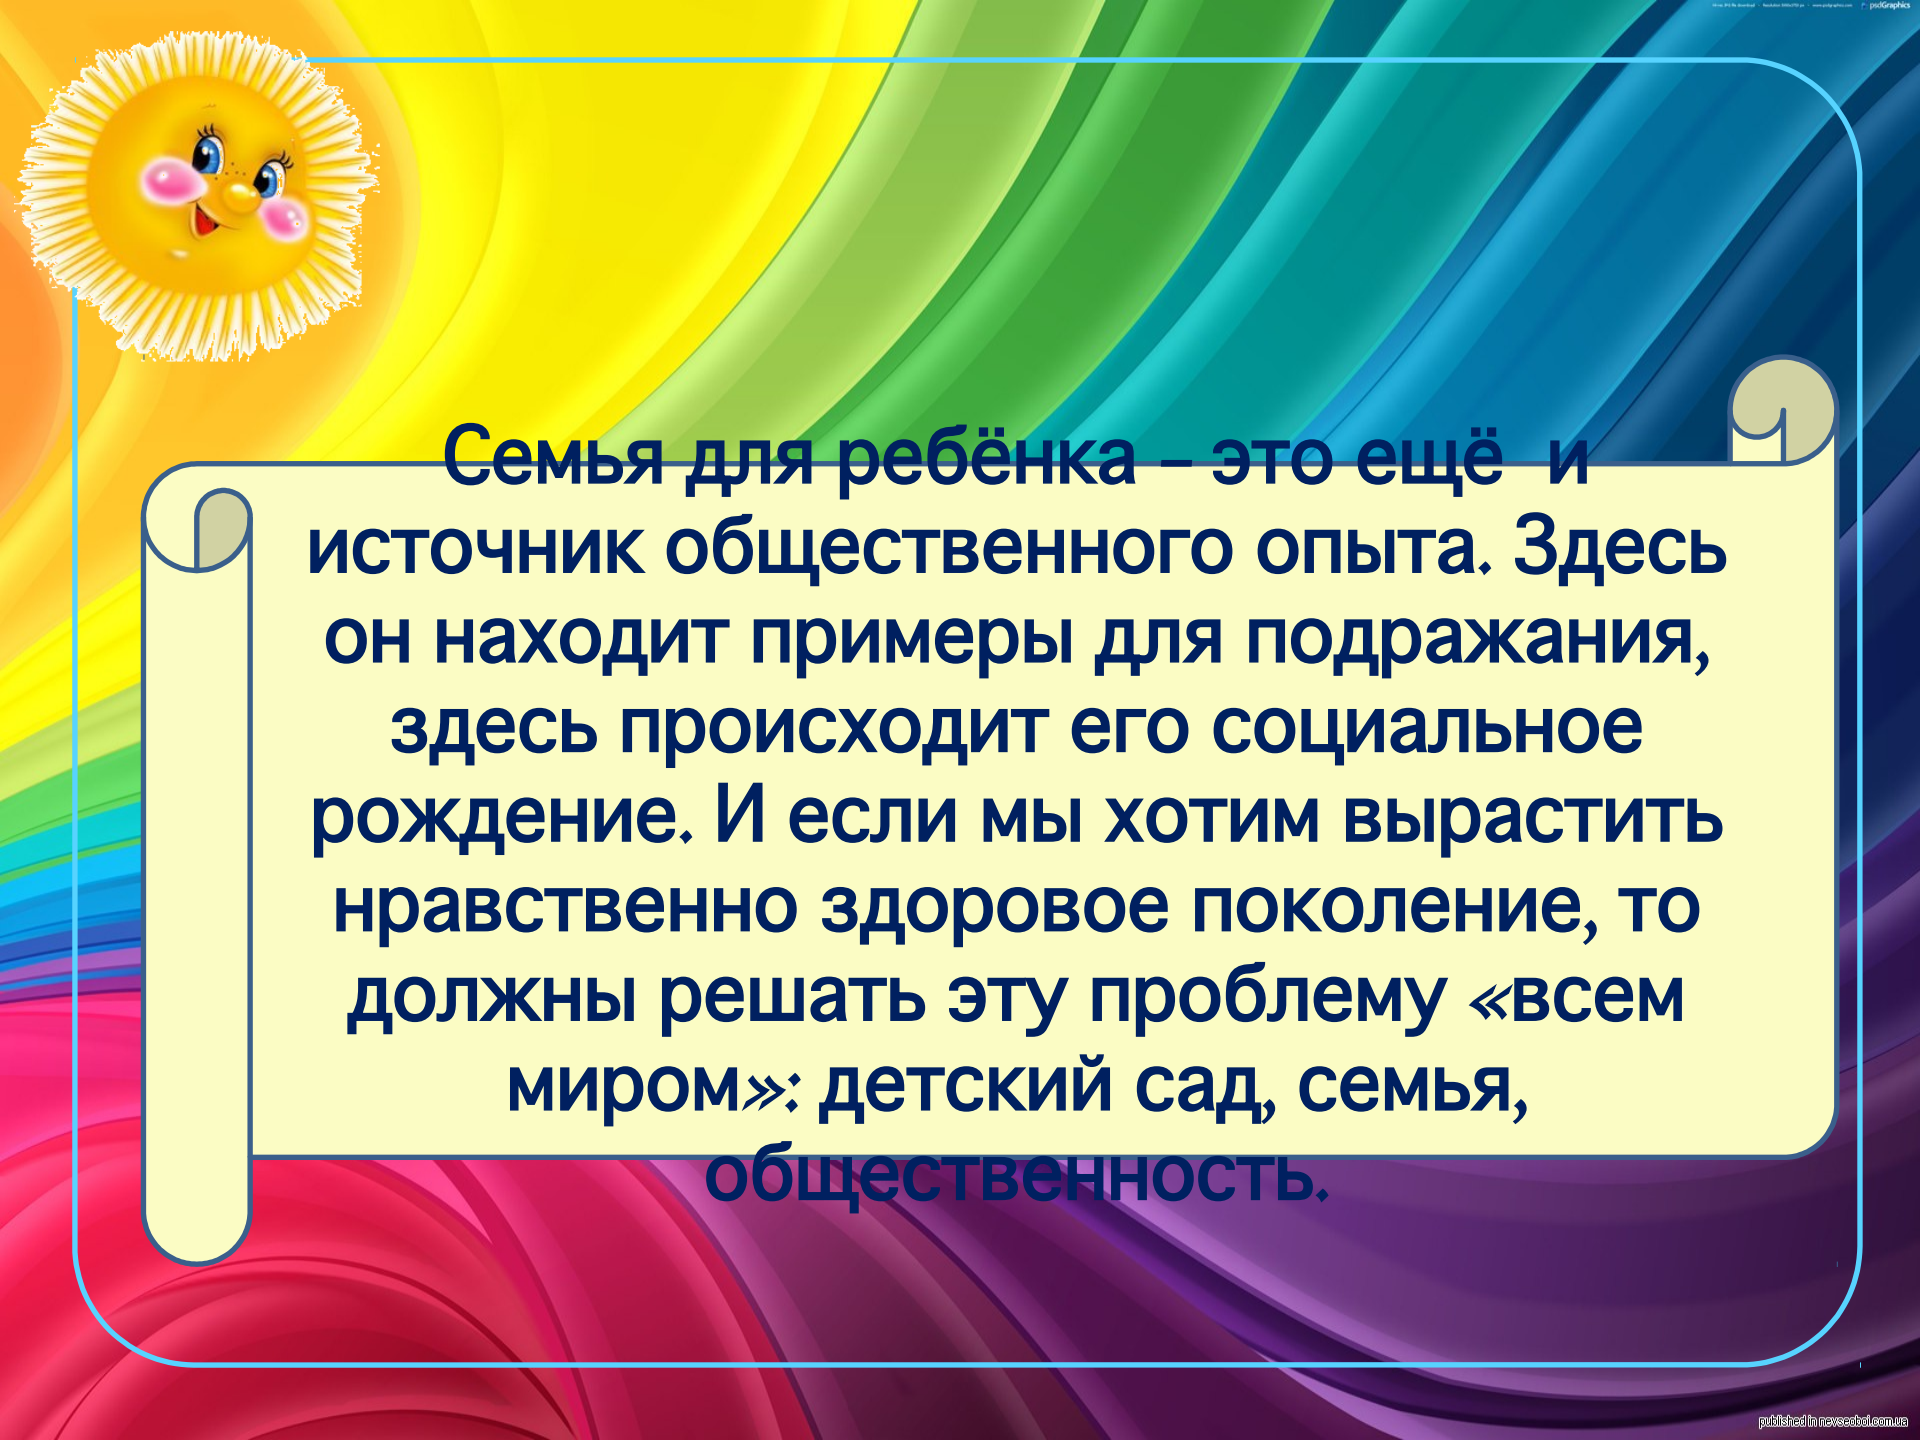 psdGraphics
Семья для ребёнка – это ещё  и
источник общественного опыта. Здесь
он находит примеры для подражания,
здесь происходит его социальное
рождение. И если мы хотим вырастить
нравственно здоровое поколение, то
должны решать эту проблему «всем
миром»: детский сад, семья,
общественность.
published in nevseoboi.com.ua